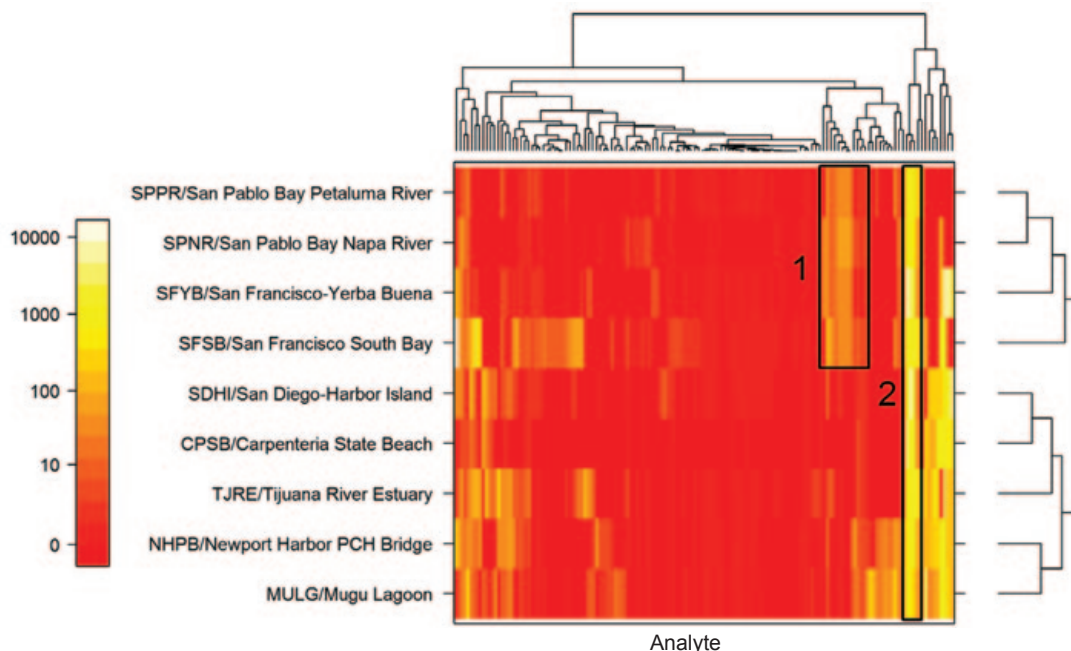 SPPR/San Pablo Bay Petaluma River
SPNR/San Pablo Bay Napa River
SFYB/San Francisco-Yerba Buena
SFSB/San Francisco South Bay
SDHI/San Diego-Harbor Island
CPSB/Carpenteria State Beach
TJRE/Tijuana River Estuary
NHPB/Newport Harbor PCH Bridge
MULG/Mugu Lagoon
10000
1000
100
10
0
1
2
Analyte